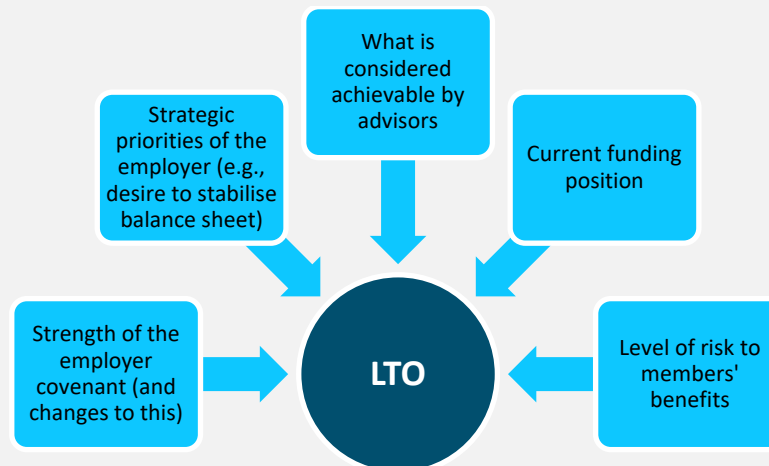 What is
considered
achievable by
advisors
Strategic
priorities of the
employer (e.g.,
desire to stabilise
balance sheet)
Current funding
position
Strength of the
employer
covenant (and
changes to this)
LTO
Level of risk to
members'
benefits